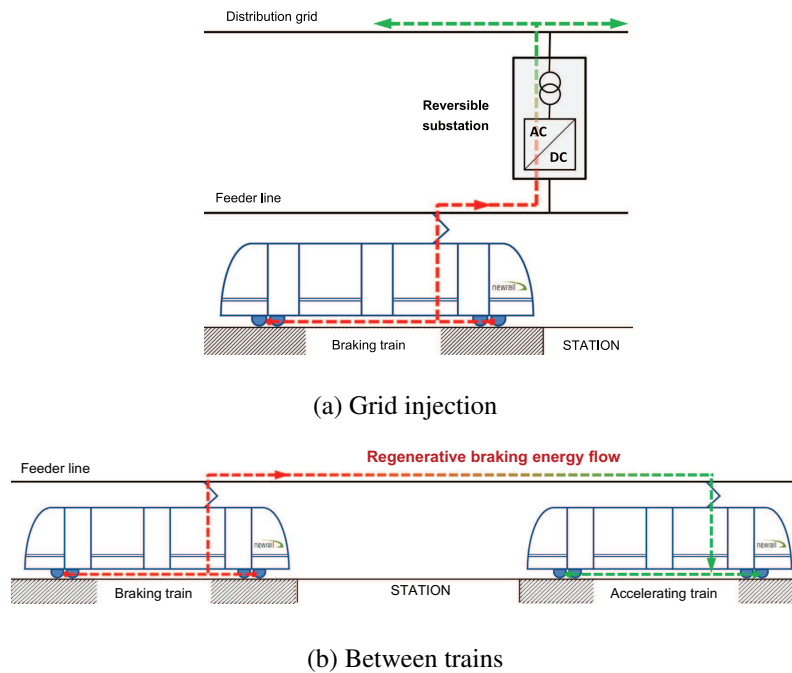 Distribution grid
Reversible
substation
AC
DC
Feeder line
newrail
Braking train
STATION
(a) Grid injection
Regenerative braking energy flow
Feeder line
newrail
newrail
Braking train
STATION
Accelerating train
(b) Between trains